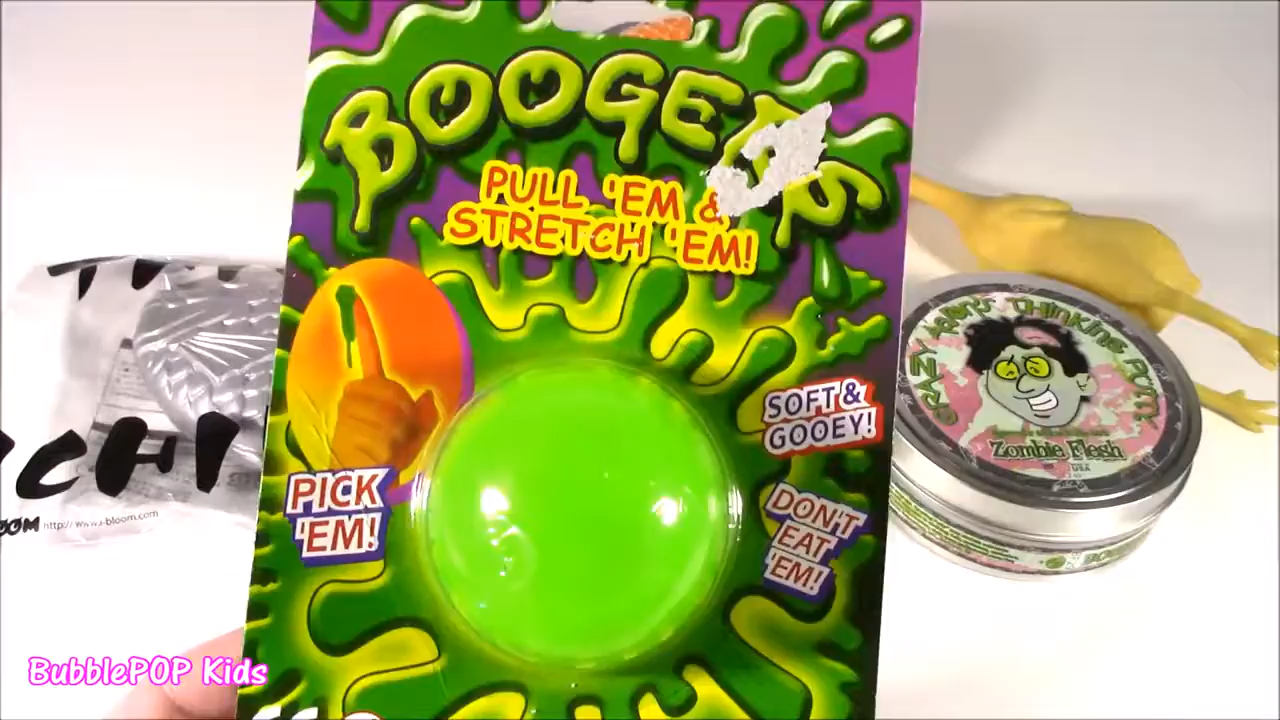 BOOGERS
PULL 'EM &
STRETCH 'EM!
SOFT &
GOOEY!
PICK
'EM!
DON'T
EAT
'EM!
CRAZY AARON'S THINKING PUTTY
Zombie Flesh
http://www.i-bloom.com
BubblePOP Kids